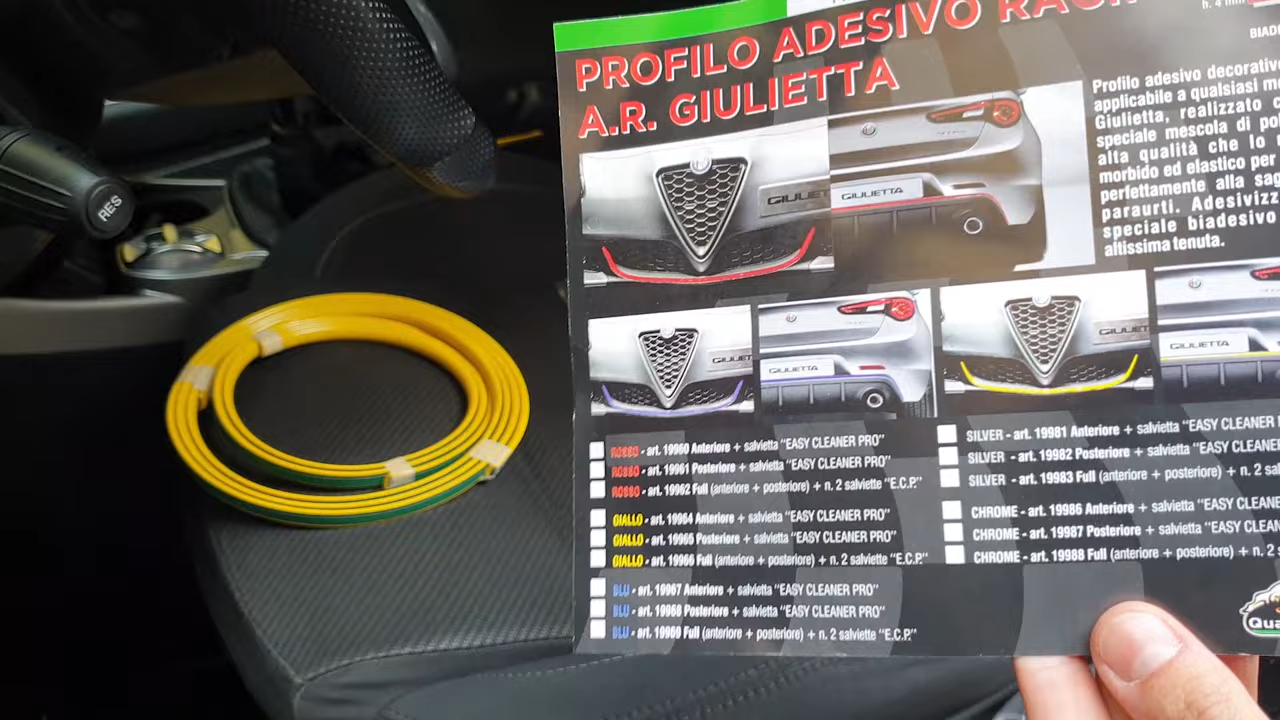 RES
PROFILO ADESIVO
A.R. GIULIETTA
h. 4 mm
Profilo adesivo decorativo
applicabile a qualsiasi
Giulietta, realizzato
speciale mescola di
alta qualità che lo
morbido ed elastico per
perfettamente alla
paraurti.
speciale biadesivo
altissima tenuta.
GIULIETTA
GIULIETTA
GIULIETTA
GIULIETTA
ROSSO - art. 19960 Anteriore + salvietta "EASY CLEANER PRO"
ROSSO - art. 19961 Posteriore + salvietta "EASY CLEANER PRO"
ROSSO - art. 19962 Full (anteriore + posteriore) + n. 2 salviette "E.C.P."
GIALLO - art. 19964 Anteriore + salvietta "EASY CLEANER PRO"
GIALLO - art. 19965 Posteriore + salvietta "EASY CLEANER PRO"
GIALLO - art. 19966 Full (anteriore + posteriore) + n. 2 salviette "E.C.P."
BLU - art. 19967 Anteriore + salvietta "EASY CLEANER PRO"
BLU - art. 19968 Posteriore + salvietta "EASY CLEANER PRO"
BLU - art. 19969 Full (anteriore + posteriore) + n. 2 salviette "E.C.P."
SILVER - art. 19981 Anteriore + salvietta "EASY CLEANER
SILVER - art. 19982 Posteriore + salvietta "EASY CLEANER
SILVER - art. 19983 Full (anteriore + posteriore) + n. 2
CHROME - art. 19986 Anteriore + salvietta "EASY CLEANER
CHROME - art. 19987 Posteriore + salvietta "EASY
CHROME - art. 19988 Full (anteriore + posteriore) + n. 2